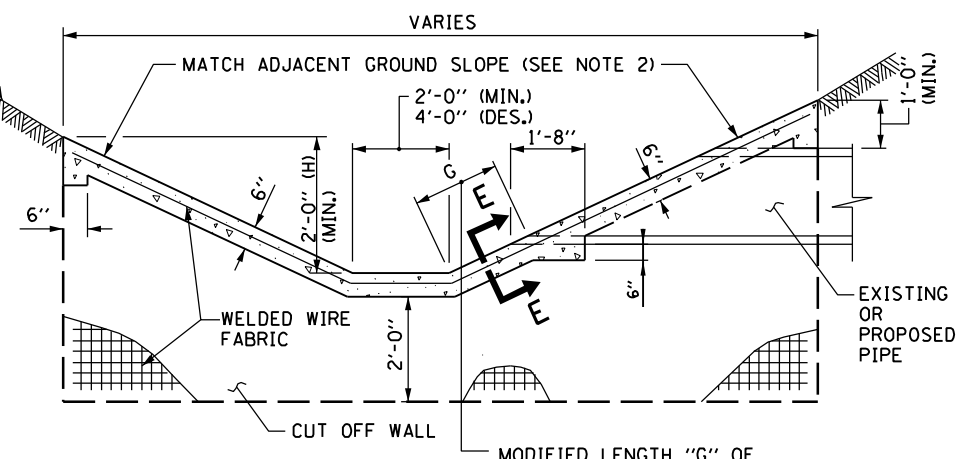 VARIES
MATCH ADJACENT GROUND SLOPE (SEE NOTE 2)
2'-0" (MIN.)
4'-0" (DES.)
1'-8"
1'-0"
(MIN.)
G
6"
E
2'-0" (H)
(MIN.)
6"
6"
E
6"
2'-0"
WELDED WIRE
FABRIC
EXISTING
OR
PROPOSED
PIPE
CUT OFF WALL
MODIFIED LENGTH "G" OF